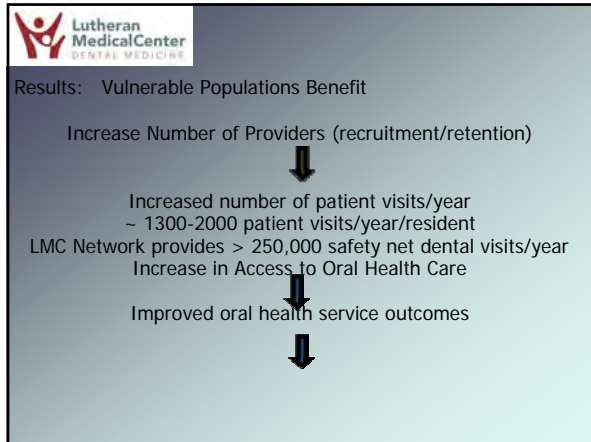 Lutheran
MedicalCenter
DENTAL MEDICINE
Results: Vulnerable Populations Benefit
Increase Number of Providers (recruitment/retention)
Increased number of patient visits/year
~ 1300-2000 patient visits/year/resident
LMC Network provides > 250,000 safety net dental visits/year
Increase in Access to Oral Health Care
Improved oral health service outcomes